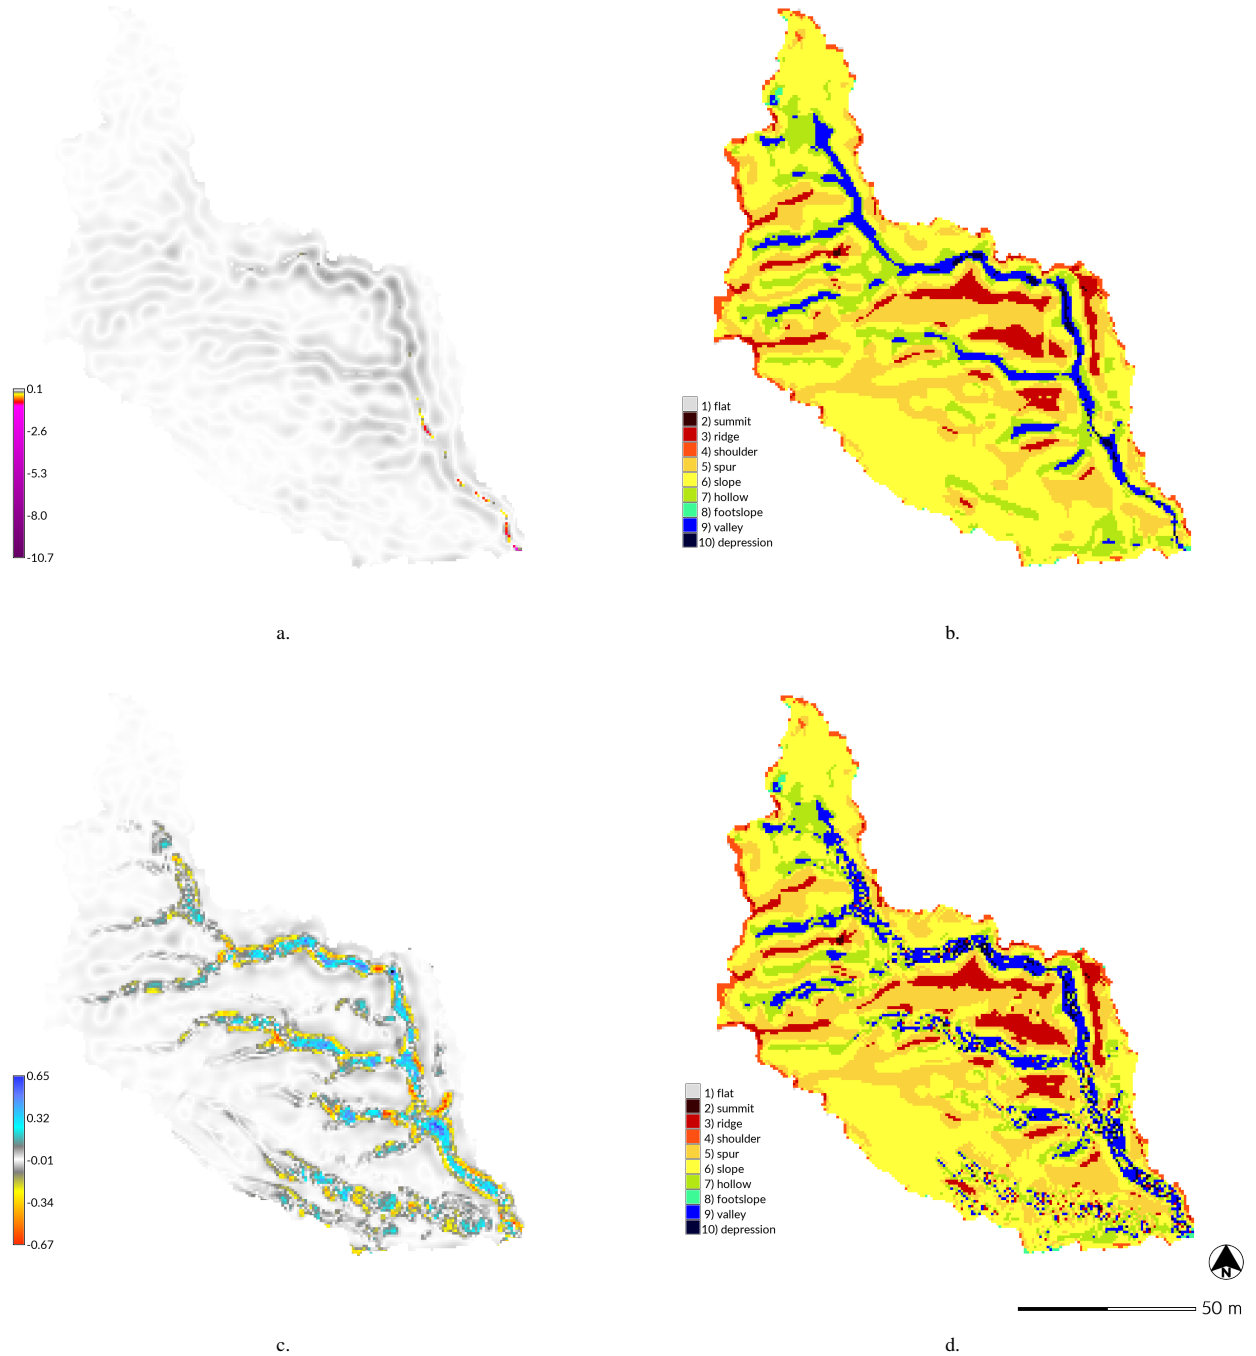 0.1
-2.6
-5.3
-8.0
-10.7
1) flat
2) summit
3) ridge
4) shoulder
5) spur
6) slope
7) hollow
8) footslope
9) valley
10) depression
a.
b.
0.65
0.32
-0.01
-0.34
-0.67
1) flat
2) summit
3) ridge
4) shoulder
5) spur
6) slope
7) hollow
8) footslope
9) valley
10) depression
N
50 m
c.
d.